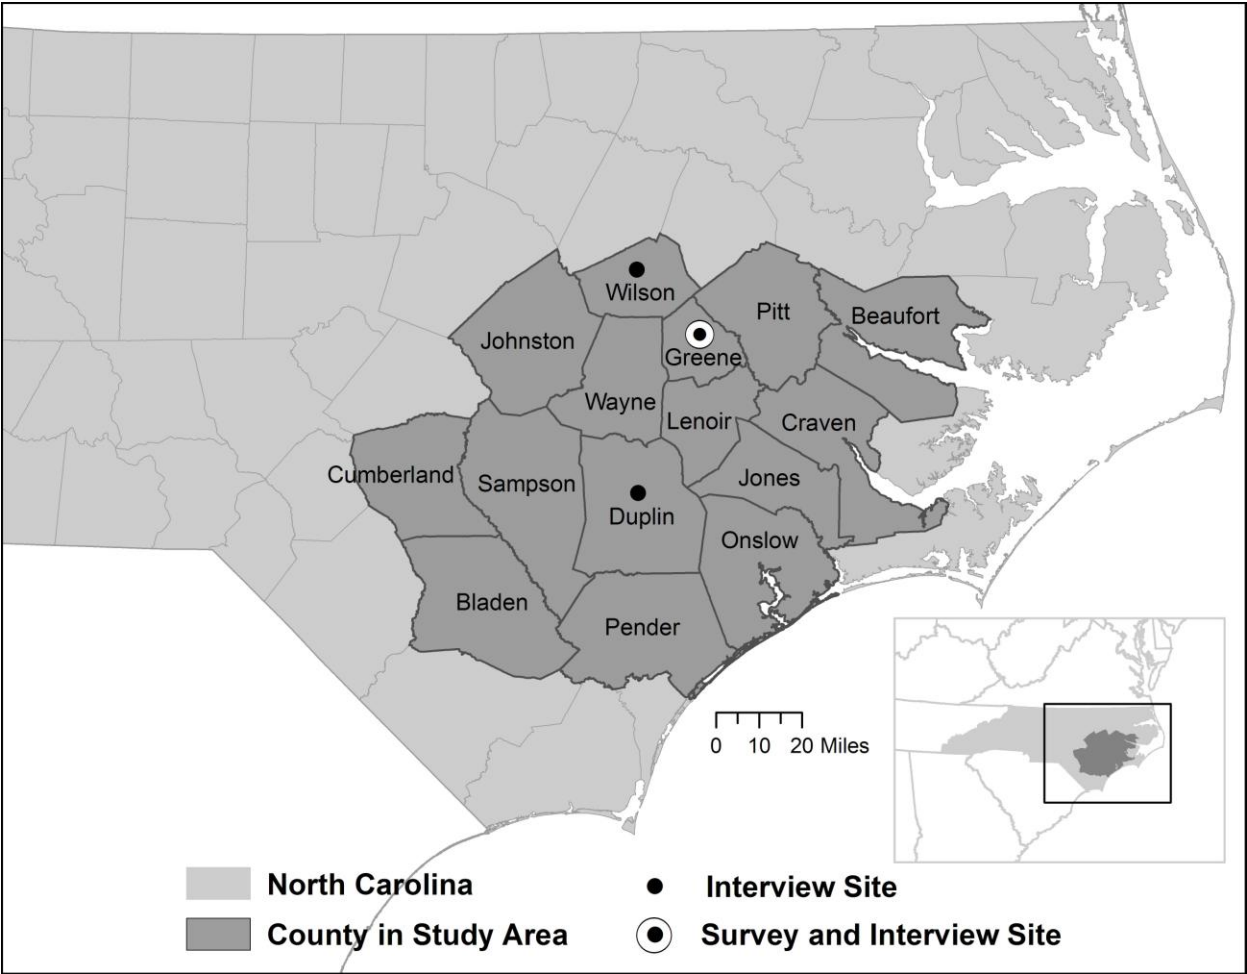 Wilson
Pitt
Beaufort
Johnston
Greene
Wayne
Lenoir
Craven
Cumberland
Sampson
Jones
Duplin
Onslow
Bladen
Pender
0 10 20 Miles
North Carolina
Interview Site
County in Study Area
Survey and Interview Site